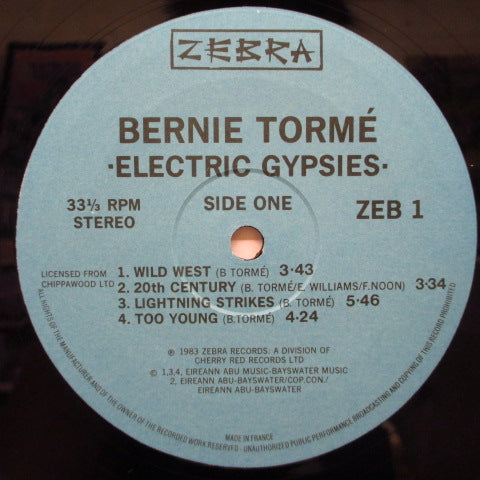 ZEBRA
BERNIE TORMÉ
·ELECTRIC GYPSIES·
33⅓ RPM
STEREO
SIDE ONE
ZEB 1
LICENSED FROM
CHIPPAWOOD LTD
1. WILD WEST (B TORMÉ) 3·43
2. 20th CENTURY (B. TORMÉ/E. WILLIAMS/F.NOON) 3·34
3. LIGHTNING STRIKES (B. TORMÉ) 5·46
4. TOO YOUNG (B.TORMÉ) 4·24
℗ 1983 ZEBRA RECORDS: A DIVISION OF
CHERRY RED RECORDS LTD
© 1,3,4, EIREANN ABU MUSIC-BAYSWATER MUSIC
2, EIREANN ABU-BAYSWATER/COP.CON./
EIREANN ABU-BAYSWATER
MADE IN FRANCE
ALL RIGHTS OF THE MANUFACTURER AND OF THE OWNER OF THE RECORDED WORK RESERVED · UNAUTHORIZED PUBLIC PERFORMANCE BROADCASTING AND COPYING OF THIS RECORD PROHIBITED